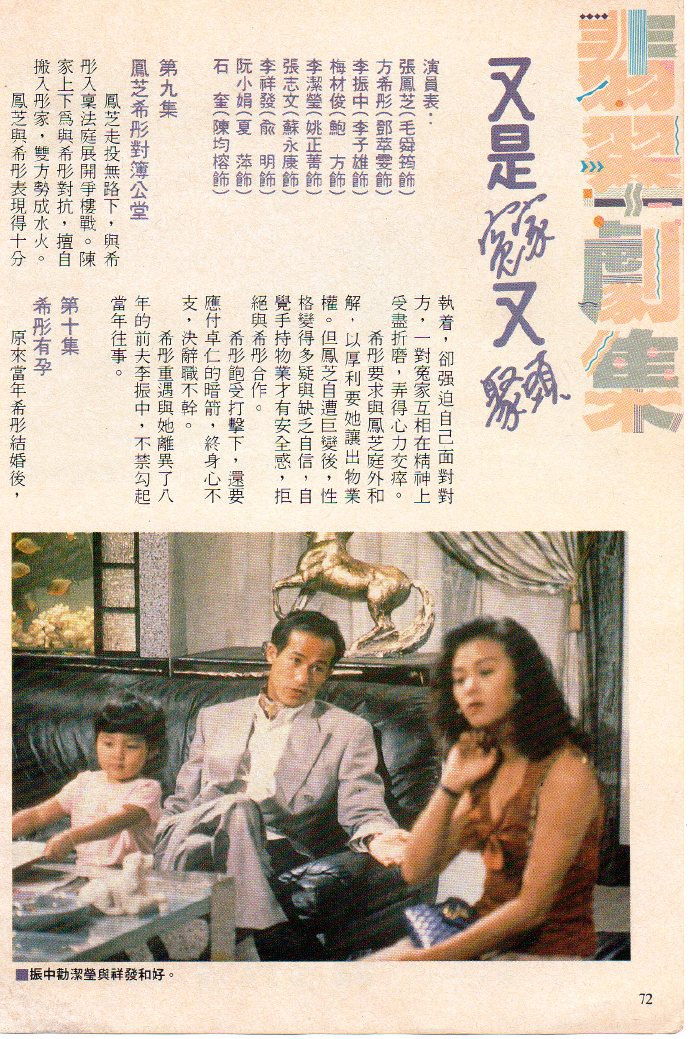 翡翠劇集
又是冤家又聚頭
演員表：
張鳳芝（毛舜筠飾）
方希彤（鄧萃雯飾）
李振中（李子雄飾）
梅材俊（鮑　方飾）
李潔瑩（姚正菁飾）
張志文（蘇永康飾）
李祥發（俞　明飾）
阮小娟（夏　萍飾）
石　奎（陳均榕飾）
第九集
鳳芝希彤對簿公堂
鳳芝走投無路下，與希
彤入稟法庭展開爭樓戰。陳
家上下爲與希彤對抗，擅自
搬入彤家，雙方勢成水火。
鳳芝與希彤表現得十分
執着，卻强迫自己面對對
方，一對冤家互相在精神上
受盡折磨，弄得心力交瘁。
希彤要求與鳳芝庭外和
解，以厚利要她讓出物業
權。但鳳芝自遭巨變後，性
格變得多疑與缺乏自信，自
覺手持物業才有安全感，拒
絕與希彤合作。
希彤飽受打擊下，還要
應付卓仁的暗箭，終身心不
支，決辭職不幹。
希彤重遇與她離異了八
年的前夫李振中，不禁勾起
當年往事。
第十集
希彤有孕
原來當年希彤結婚後，
■振中勸潔瑩與祥發和好。
72